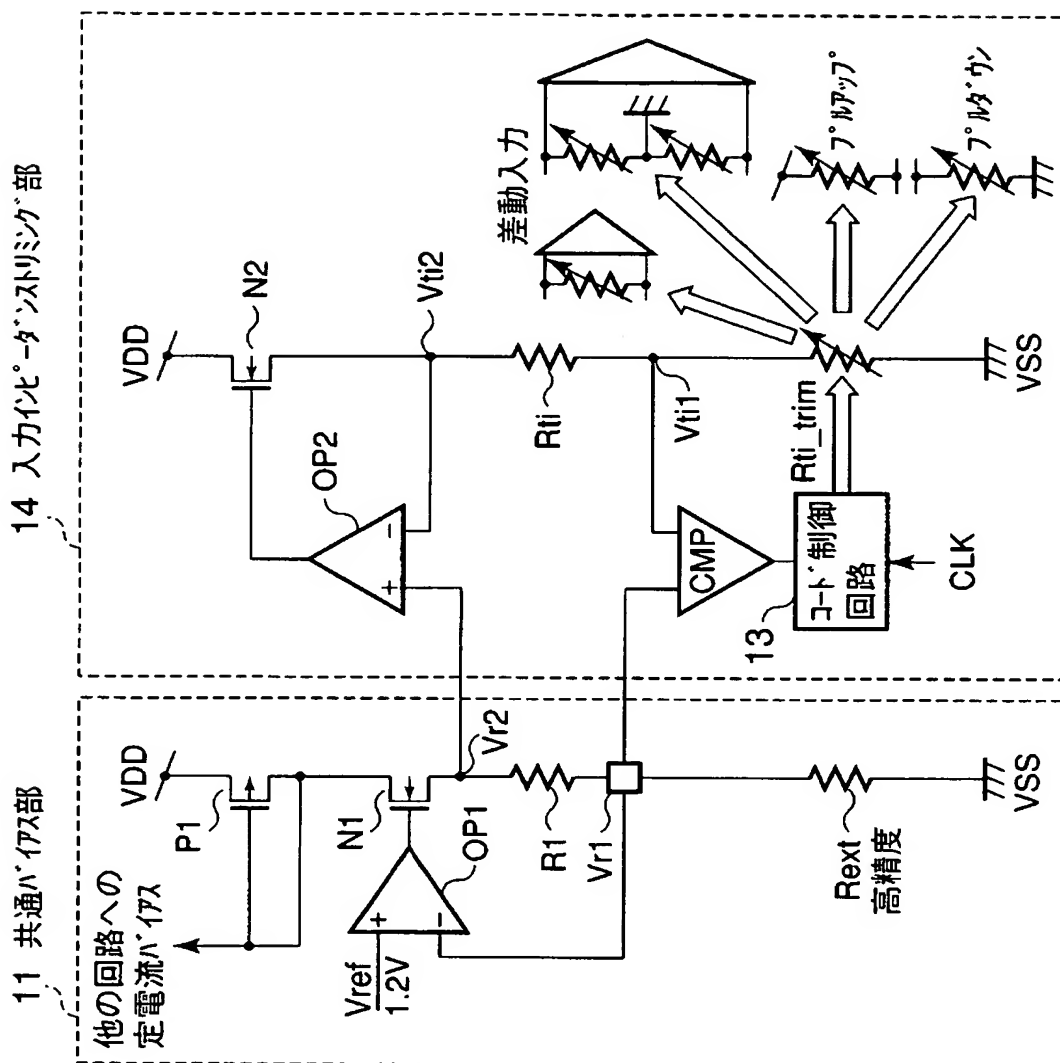 11 共通バイアス部
他の回路への
定電流バイアス
VDD
P1
N1
Vref
1.2V
+
-
OP1
Vr2
R1
Vr1
Rext
高精度
VSS
14 入力インピーダンストリミング部
VDD
N2
OP2
+
-
Vti2
Rti
Vti1
CMP
13
コード制御
回路
CLK
Rti_trim
VSS
差動入力
プルアップ
プルダウン